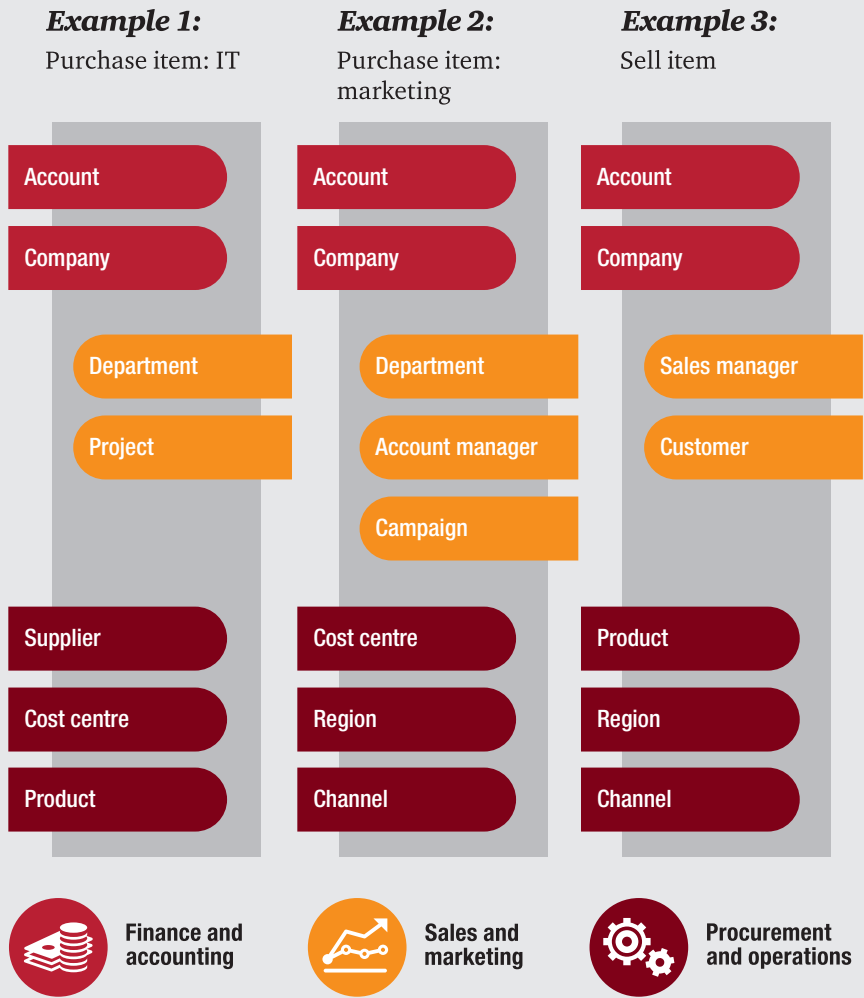 Example 1:
Purchase item: IT
Account
Company
Department
Project
Supplier
Cost centre
Product
Example 2:
Purchase item:
marketing
Account
Company
Department
Account manager
Campaign
Cost centre
Region
Channel
Example 3:
Sell item
Account
Company
Sales manager
Customer
Product
Region
Channel
Finance and
accounting
Sales and
marketing
Procurement
and operations